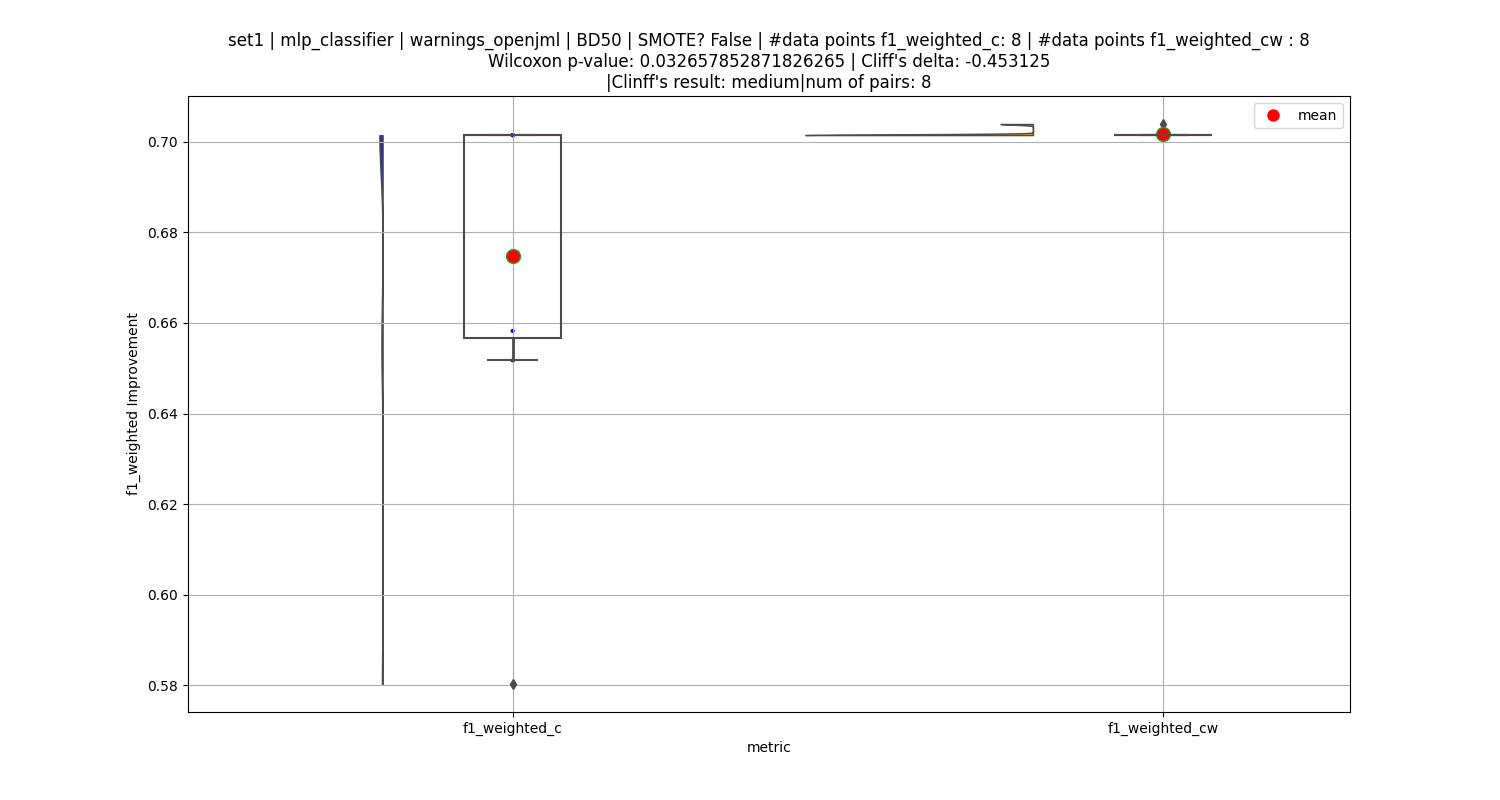 set1 | mlp_classifier | warnings_openjml | BD50 | SMOTE? False | #data points f1_weighted_c: 8 | #data points f1_weighted_cw : 8
Wilcoxon p-value: 0.032657852871826265 | Cliff's delta: -0.453125
|Clinff's result: medium|num of pairs: 8
mean
0.70
0.68
0.66
0.64
0.62
0.60
0.58
f1_weighted Improvement
f1_weighted_c
f1_weighted_cw
metric